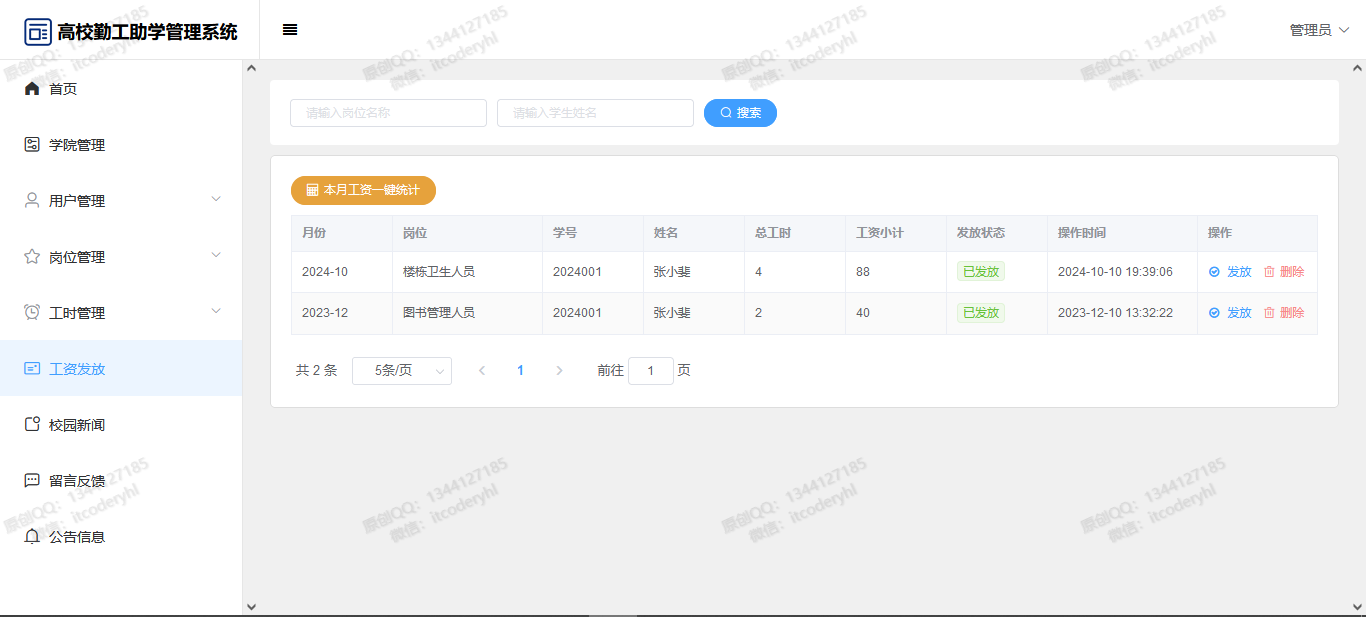 高校勤工助学管理系统
管理员
首页
学院管理
用户管理
岗位管理
工时管理
工资发放
校园新闻
留言反馈
公告信息
请输入岗位名称 请输入学生姓名 搜索
本月工资一键统计
月份 岗位 学号 姓名 总工时 工资小计 发放状态 操作时间 操作
2024-10 楼栋卫生人员 2024001 张小斐 4 88 已发放 2024-10-10 19:39:06 发放 删除
2023-12 图书管理人员 2024001 张小斐 2 40 已发放 2023-12-10 13:32:22 发放 删除
共 2 条 5条/页 1 前往 1 页
原创QQ：1344127185
微信：itcoderyhl
原创QQ：1344127185
微信：itcoderyhl
原创QQ：1344127185
微信：itcoderyhl
原创QQ：1344127185
微信：itcoderyhl
原创QQ：1344127185
微信：itcoderyhl
原创QQ：1344127185
微信：itcoderyhl
原创QQ：1344127185
微信：itcoderyhl
原创QQ：1344127185
微信：itcoderyhl